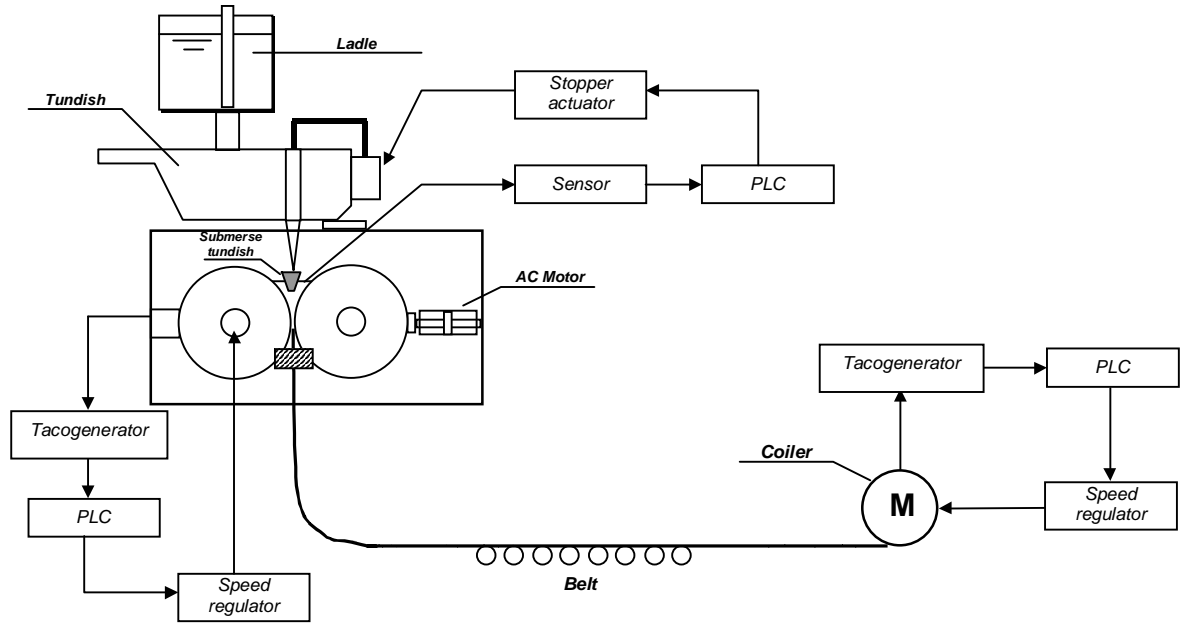 Ladle
Tundish
Stopper
actuator
Sensor
PLC
Submerse
tundish
AC Motor
Tacogenerator
PLC
Tacogenerator
Coiler
M
Speed
regulator
PLC
Speed
regulator
Belt